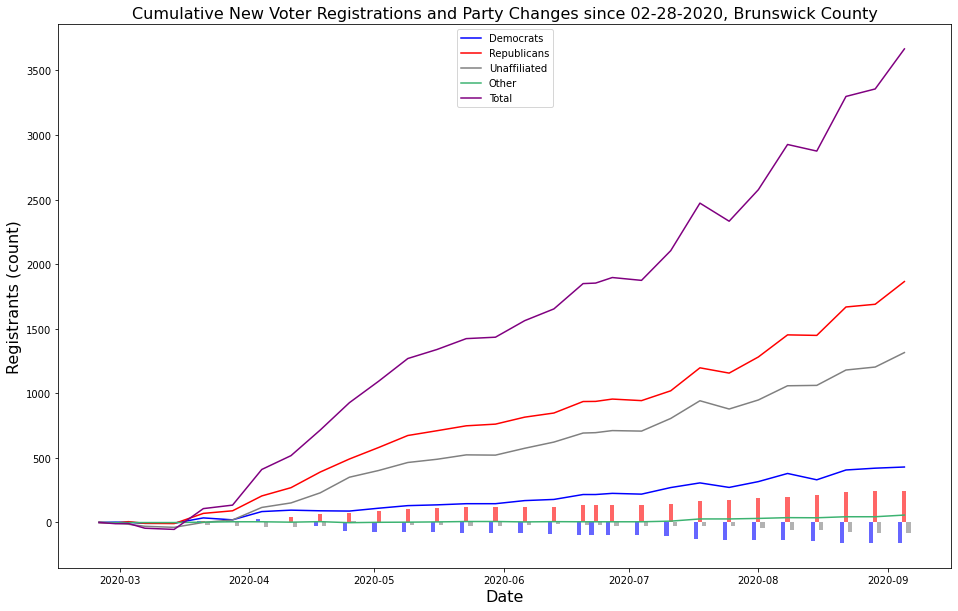 Cumulative New Voter Registrations and Party Changes since 02-28-2020, Brunswick County
Democrats
Republicans
Unaffiliated
Other
Total
Registrants (count)
3500
3000
2500
2000
1500
1000
500
0
2020-03
2020-04
2020-05
2020-06
2020-07
2020-08
2020-09
Date